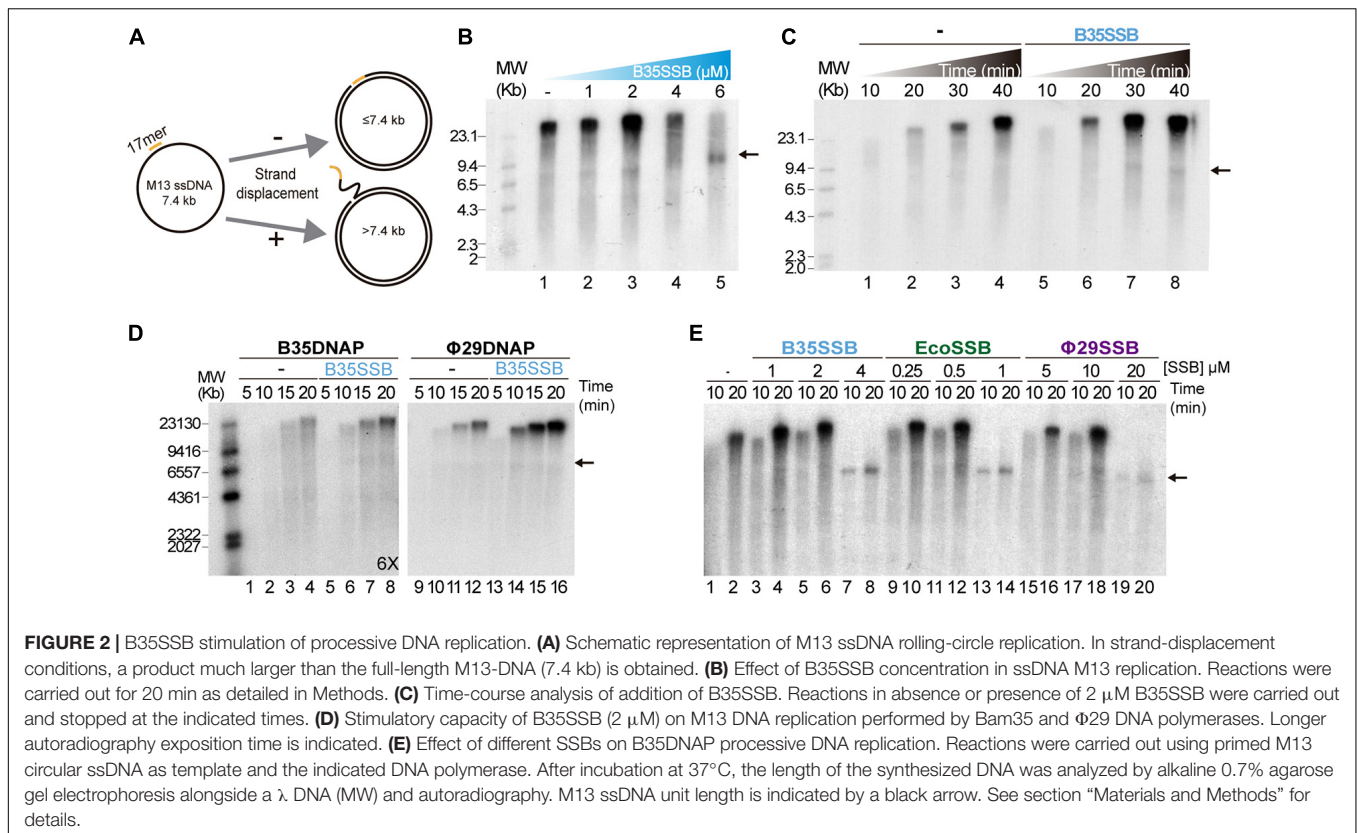 A
17mer
M13 ssDNA
7.4 kb
-
Strand
displacement
+
≤7.4 kb
>7.4 kb
B
B35SSB (µM)
MW
(Kb)
- 1 2 4 6
23.1
9.4
6.5
4.3
2.3
2
1 2 3 4 5
C
- B35SSB
Time (min) Time (min)
MW
(Kb)
10 20 30 40 10 20 30 40
23.1
9.4
6.5
4.3
2.3
2.0
1 2 3 4 5 6 7 8
D
B35DNAP Φ29DNAP
- B35SSB - B35SSB
MW
(Kb)
5 10 15 20 5 10 15 20 5 10 15 20 5 10 15 20 Time
(min)
23130
9416
6557
4361
2322
2027
6X
1 2 3 4 5 6 7 8 9 10 11 12 13 14 15 16
E
B35SSB EcoSSB Φ29SSB
- 1 2 4 0.25 0.5 1 5 10 20 [SSB] µM
10 20 10 20 10 20 10 20 10 20 10 20 10 20 10 20 10 20 10 20 Time
(min)
1 2 3 4 5 6 7 8 9 10 11 12 13 14 15 16 17 18 19 20
FIGURE 2 | B35SSB stimulation of processive DNA replication. (A) Schematic representation of M13 ssDNA rolling-circle replication. In strand-displacement
conditions, a product much larger than the full-length M13-DNA (7.4 kb) is obtained. (B) Effect of B35SSB concentration in ssDNA M13 replication. Reactions were
carried out for 20 min as detailed in Methods. (C) Time-course analysis of addition of B35SSB. Reactions in absence or presence of 2 µM B35SSB were carried out
and stopped at the indicated times. (D) Stimulatory capacity of B35SSB (2 µM) on M13 DNA replication performed by Bam35 and Φ29 DNA polymerases. Longer
autoradiography exposition time is indicated. (E) Effect of different SSBs on B35DNAP processive DNA replication. Reactions were carried out using primed M13
circular ssDNA as template and the indicated DNA polymerase. After incubation at 37°C, the length of the synthesized DNA was analyzed by alkaline 0.7% agarose
gel electrophoresis alongside a λ DNA (MW) and autoradiography. M13 ssDNA unit length is indicated by a black arrow. See section “Materials and Methods” for
details.